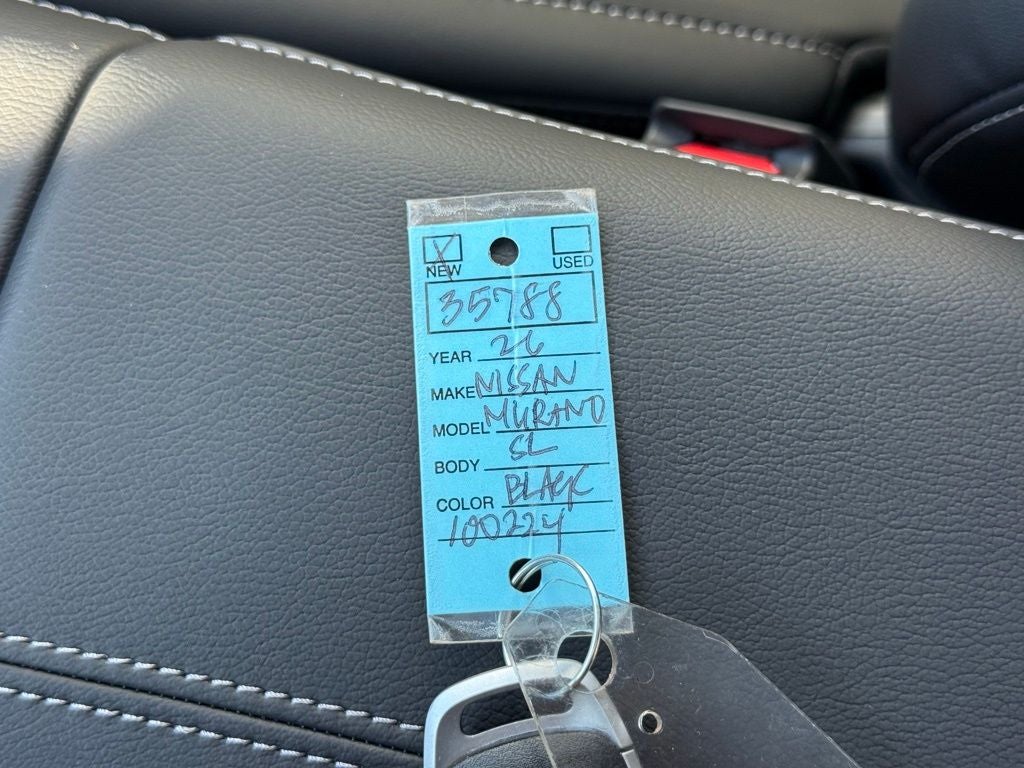 X
NEW USED
35788
YEAR 26
MAKE NISSAN
MODEL MURANO
BODY SL
COLOR BLACK
100224